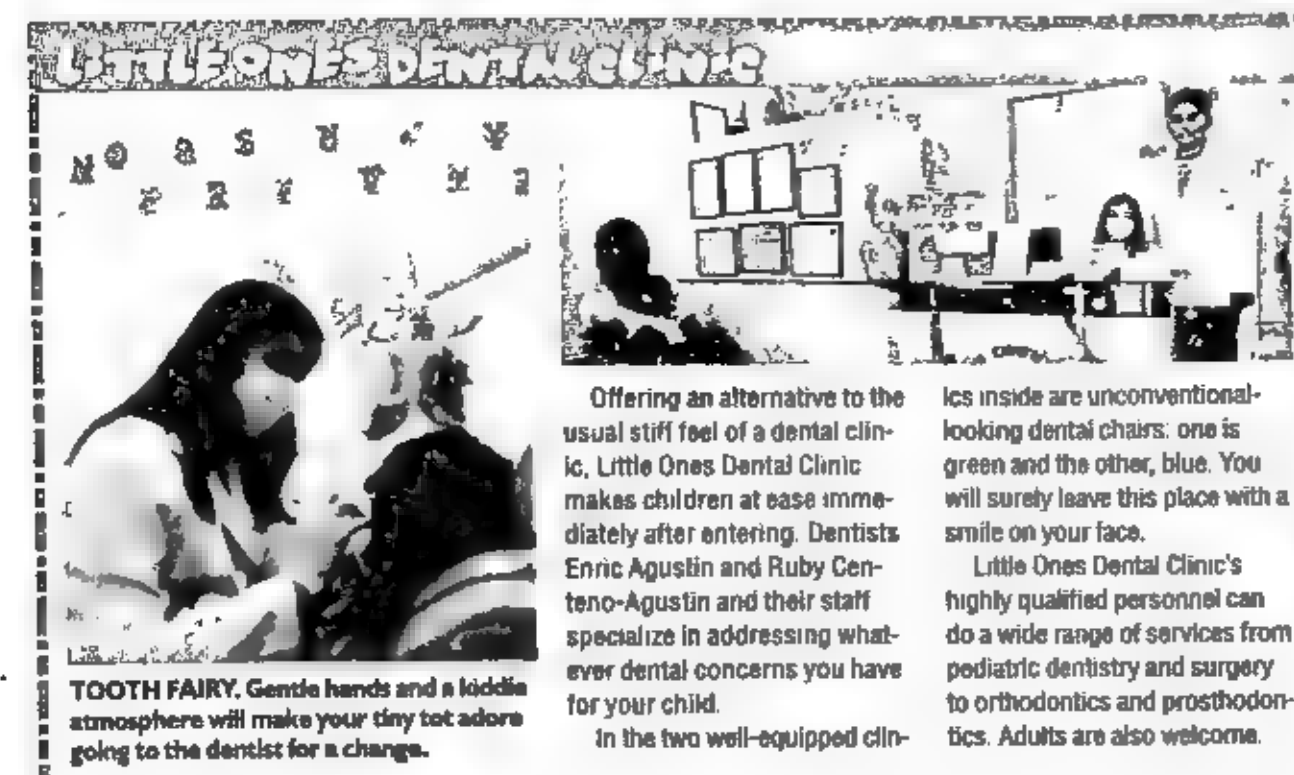 LITTLE ONES DENTAL CLINIC
TOOTH FAIRY. Gentle hands and a kiddie
atmosphere will make your tiny tot adore
going to the dentist for a change.
Offering an alternative to the
usual stiff feel of a dental clin-
ic, Little Ones Dental Clinic
makes children at ease imme-
diately after entering. Dentists
Enric Agustin and Ruby Cen-
teno-Agustin and their staff
specialize in addressing what-
ever dental concerns you have
for your child.
In the two well-equipped clin-
ics inside are unconventional-
looking dental chairs: one is
green and the other, blue. You
will surely leave this place with a
smile on your face.
Little Ones Dental Clinic's
highly qualified personnel can
do a wide range of services from
pediatric dentistry and surgery
to orthodontics and prosthodon-
tics. Adults are also welcome.